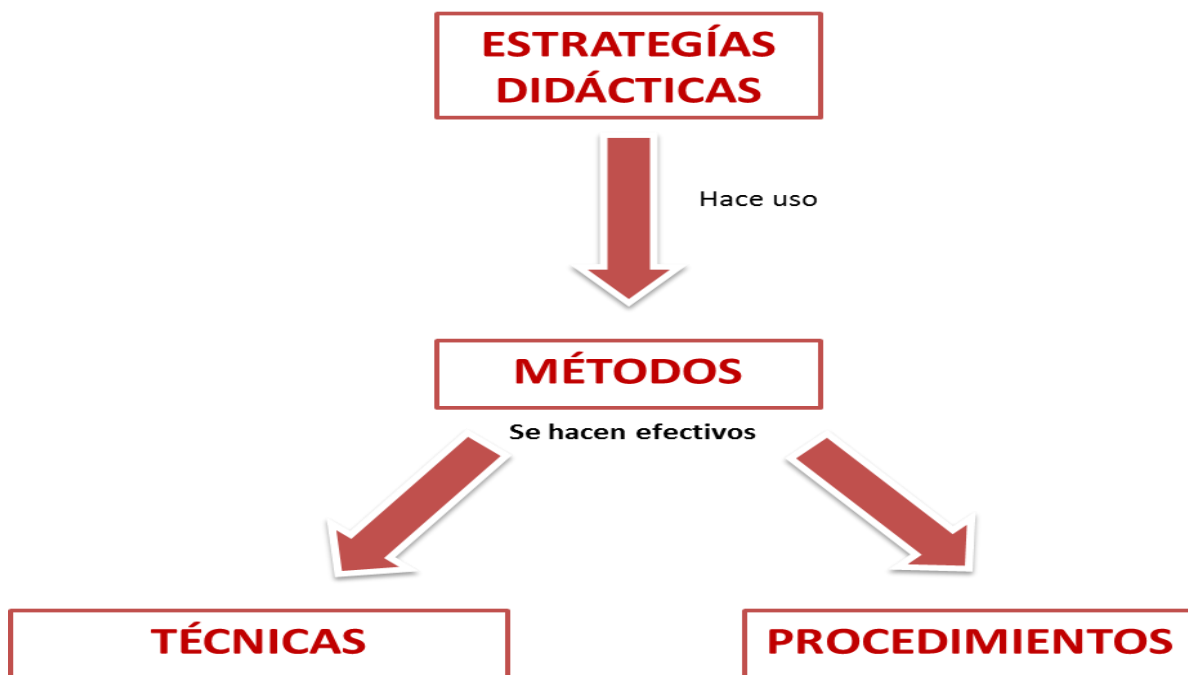 ESTRATEGÍAS
DIDÁCTICAS
Hace uso
MÉTODOS
Se hacen efectivos
TÉCNICAS
PROCEDIMIENTOS